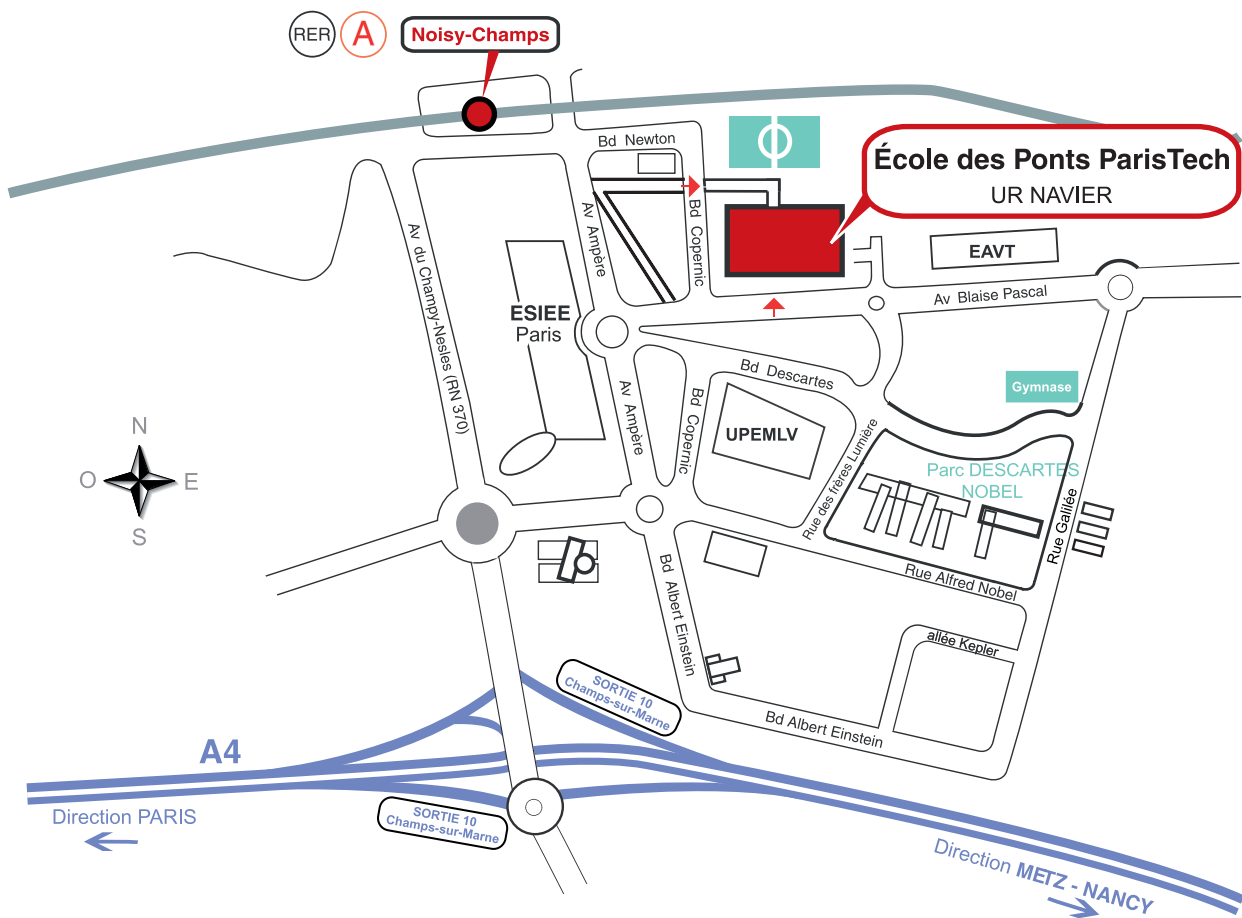 RER
A
Noisy-Champs
Bd Newton
École des Ponts ParisTech
UR NAVIER
Av du Champy-Nesles (RN 370)
Av Ampère
Bd Copernic
EAVT
Av Blaise Pascal
ESIEE
Paris
Bd Descartes
Gymnase
Av Ampère
Bd Copernic
UPEMLV
Rue des frères Lumière
Parc DESCARTES
NOBEL
Rue Galilée
N
O
E
S
Rue Alfred Nobel
Bd Albert Einstein
allée Kepler
SORTIE 10
Champs-sur-Marne
Bd Albert Einstein
A4
Direction PARIS
SORTIE 10
Champs-sur-Marne
Direction METZ - NANCY